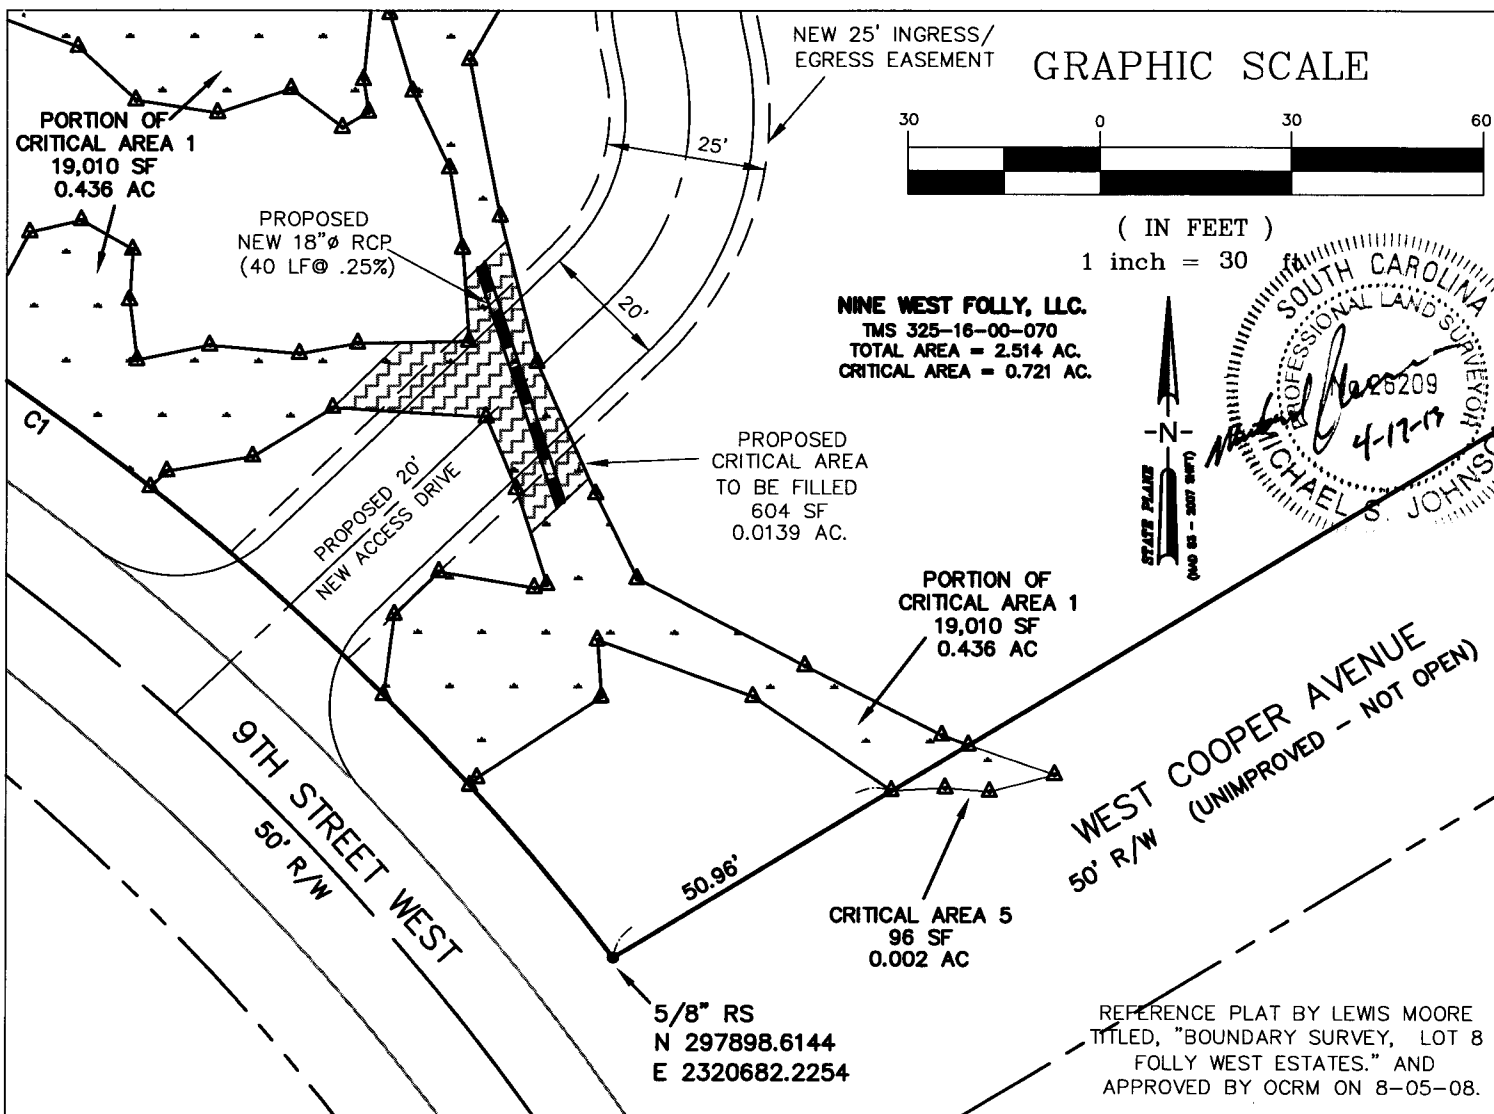 NEW 25' INGRESS/
EGRESS EASEMENT
GRAPHIC SCALE
30 0 30 60
( IN FEET )
1 inch = 30 ft.
PORTION OF
CRITICAL AREA 1
19,010 SF
0.436 AC
25'
PROPOSED
NEW 18"ø RCP
(40 LF@ .25%)
20'
NINE WEST FOLLY, LLC.
TMS 325-16-00-070
TOTAL AREA = 2.514 AC.
CRITICAL AREA = 0.721 AC.
SOUTH CAROLINA
PROFESSIONAL LAND SURVEYOR
No 26209
4-17-13
MICHAEL S. JOHNSO
-N-
STATE PLANE
(NAD 83 - 2007 SHIFT)
C1
PROPOSED
CRITICAL AREA
TO BE FILLED
604 SF
0.0139 AC.
PROPOSED 20'
NEW ACCESS DRIVE
PORTION OF
CRITICAL AREA 1
19,010 SF
0.436 AC
WEST COOPER AVENUE
50' R/W (UNIMPROVED - NOT OPEN)
9TH STREET WEST
50' R/W
50.96'
CRITICAL AREA 5
96 SF
0.002 AC
5/8" RS
N 297898.6144
E 2320682.2254
REFERENCE PLAT BY LEWIS MOORE
TITLED, "BOUNDARY SURVEY, LOT 8
FOLLY WEST ESTATES." AND
APPROVED BY OCRM ON 8-05-08.